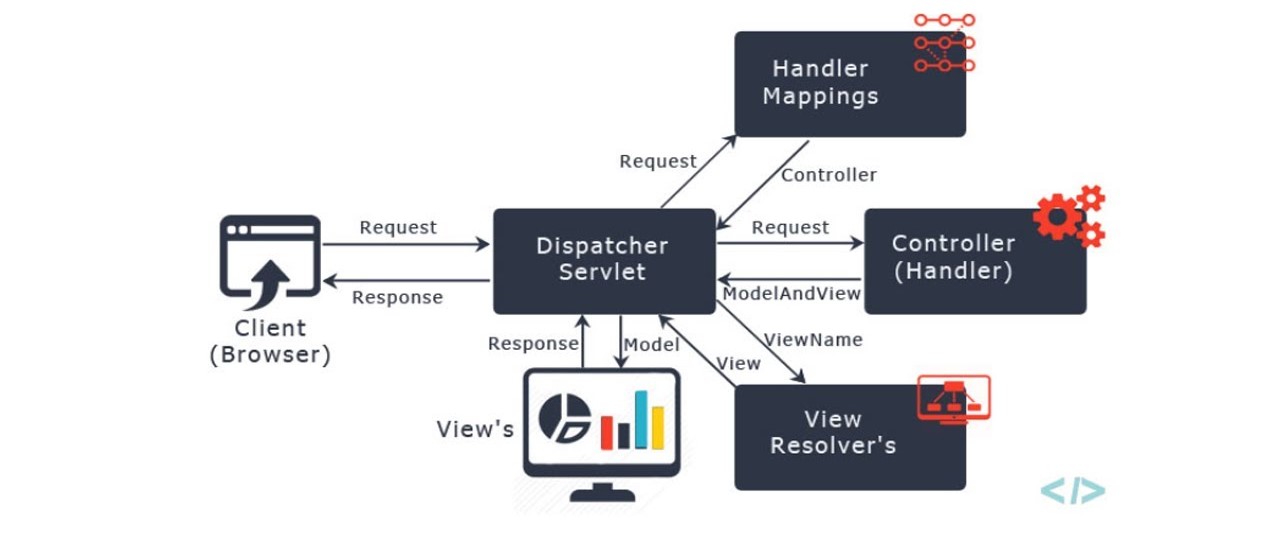 Handler
Mappings
Request
Controller
Request
Dispatcher
Servlet
Request
Controller
(Handler)
Response
ModelAndView
Client
(Browser)
Response
Model
ViewName
View
View's
View
Resolver's
</>